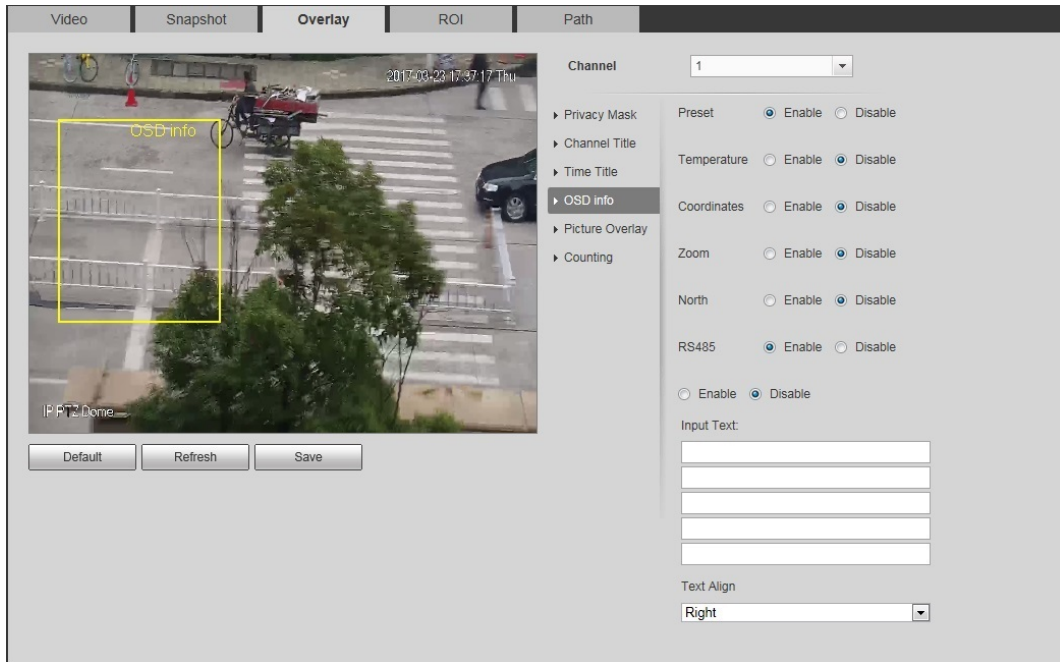 Video Snapshot Overlay ROI Path
2017-03-23 17:37:17 Thu
OSD info
IP PTZ Dome
Default Refresh Save
Channel 1
Privacy Mask
Channel Title
Time Title
OSD info
Picture Overlay
Counting
Preset Enable Disable
Temperature Enable Disable
Coordinates Enable Disable
Zoom Enable Disable
North Enable Disable
RS485 Enable Disable
Enable Disable
Input Text:
Text Align
Right